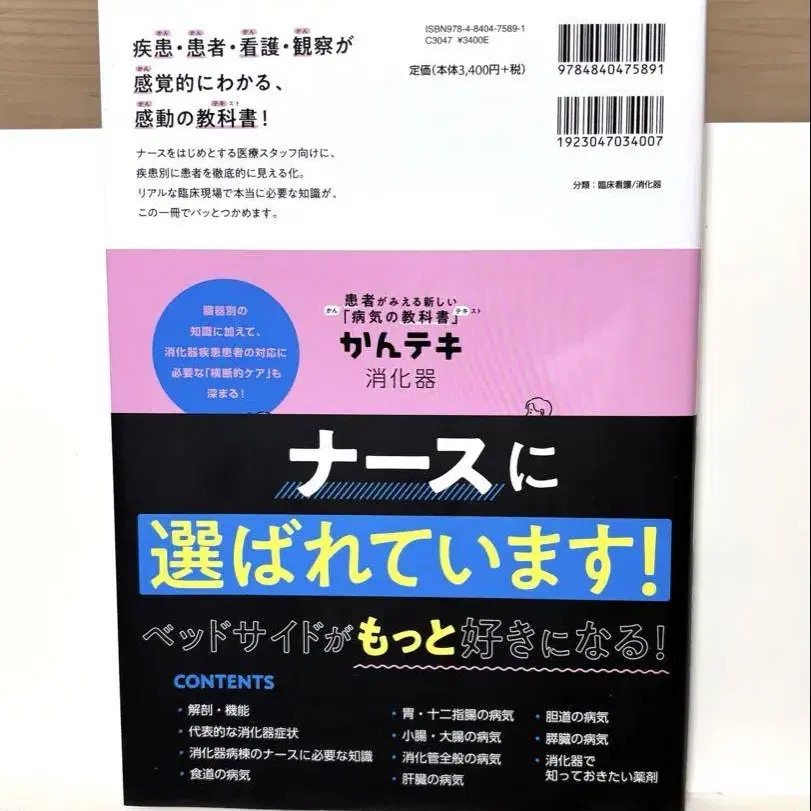 疾患・患者・看護・観察が
感覚的にわかる、
感動の教科書!
ナースをはじめとする医療スタッフ向けに、
疾患別に患者を徹底的に見える化。
リアルな臨床現場で本当に必要な知識が、
この一冊でパッとつかめます。
ISBN978-4-8404-7589-1
C3047 ¥3400E
定価(本体3,400円+税)
9784840475891
1923047034007
分類:臨床看護/消化器
臓器別の
知識に加えて、
消化器疾患患者の対応に
必要な「横断的ケア」も
深まる!
患者がみえる新しい
「病気の教科書」
かんテキ
消化器
ナースに
選ばれています!
ベッドサイドがもっと好きになる!
CONTENTS
・解剖・機能
・代表的な消化器症状
・消化器病棟のナースに必要な知識
・食道の病気
・胃・十二指腸の病気
・小腸・大腸の病気
・消化管全般の病気
・肝臓の病気
・胆道の病気
・膵臓の病気
・消化器で
知っておきたい薬剤